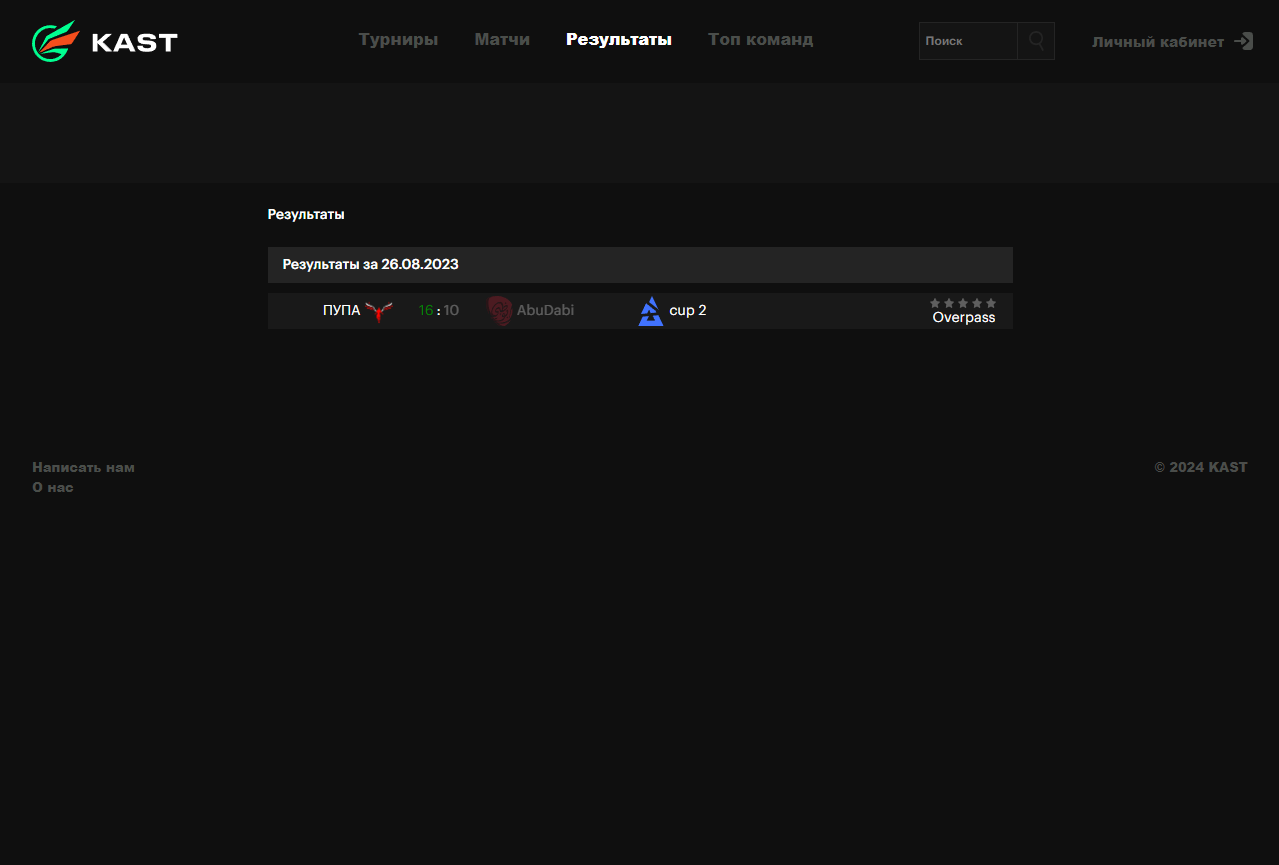 KAST
Турниры Матчи Результаты Топ команд
Поиск
Личный кабинет
Результаты
Результаты за 26.08.2023
ПУПА 16 : 10 AbuDabi cup 2 Overpass
Написать нам © 2024 KAST
О нас